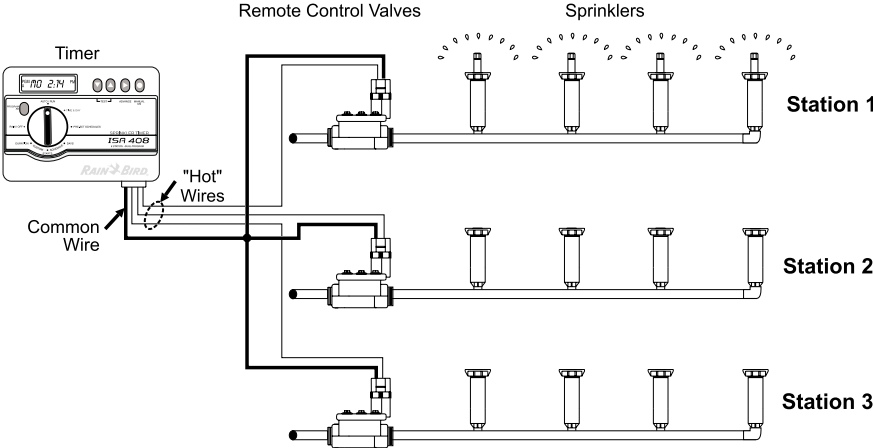 Remote Control Valves
Sprinklers
Timer
MO 2:14
ISA 408
RAIN BIRD
"Hot"
Wires
Common
Wire
Station 1
Station 2
Station 3